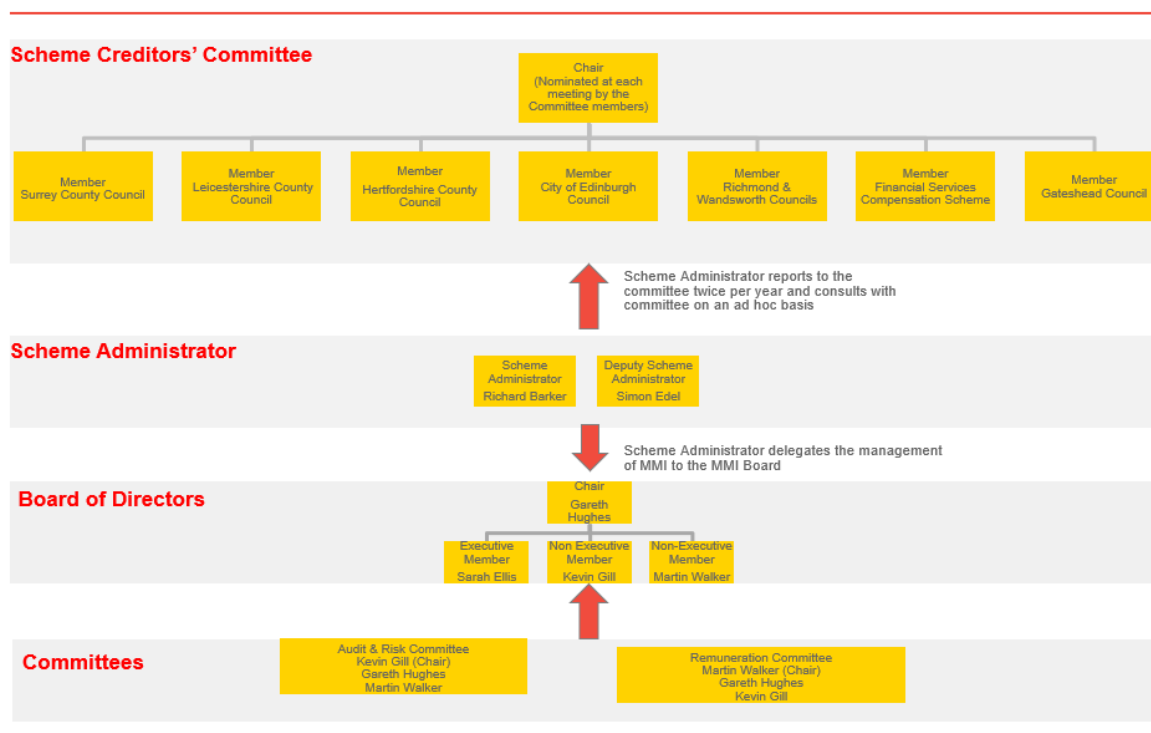 Scheme Creditors' Committee
Chair
(Nominated at each
meeting by the
Committee members)
Member
Surrey County Council
Member
Leicestershire County
Council
Member
Hertfordshire County
Council
Member
City of Edinburgh
Council
Member
Richmond &
Wandsworth Councils
Member
Financial Services
Compensation Scheme
Member
Gateshead Council
Scheme Administrator reports to the
committee twice per year and consults with
committee on an ad hoc basis
Scheme Administrator
Scheme
Administrator
Richard Barker
Deputy Scheme
Administrator
Simon Edel
Scheme Administrator delegates the management
of MMI to the MMI Board
Board of Directors
Chair
Gareth
Hughes
Executive
Member
Sarah Ellis
Non Executive
Member
Kevin Gill
Non-Executive
Member
Martin Walker
Committees
Audit & Risk Committee
Kevin Gill (Chair)
Gareth Hughes
Martin Walker
Remuneration Committee
Martin Walker (Chair)
Gareth Hughes
Kevin Gill